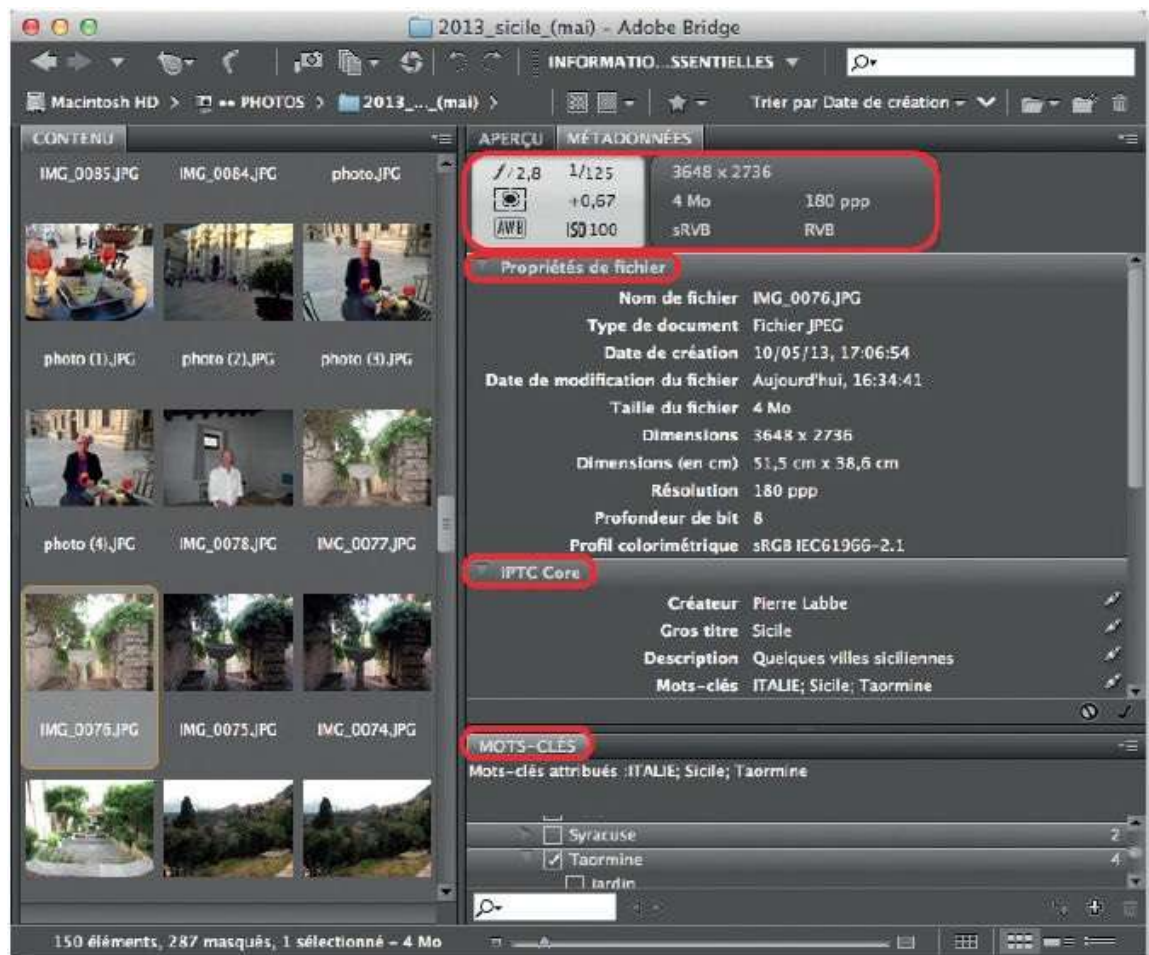 2013_sicile_(mai) – Adobe Bridge
INFORMATIO...SSENTIELLES
Macintosh HD > •• PHOTOS > 2013_..._(mai) >
Trier par Date de création
CONTENU
APERÇU MÉTADONNÉES
IMG_0085.JPG IMG_0084.JPG photo.JPG
photo (1).JPG photo (2).JPG photo (3).JPG
photo (4).JPG IMG_0078.JPG IMG_0077.JPG
IMG_0076.JPG IMG_0075.JPG IMG_0074.JPG
f/2,8 1/125
+0,67
AWB ISO 100
3648 x 2736
4 Mo 180 ppp
sRVB RVB
Propriétés de fichier
Nom de fichier IMG_0076.JPG
Type de document Fichier JPEG
Date de création 10/05/13, 17:06:54
Date de modification du fichier Aujourd'hui, 16:34:41
Taille du fichier 4 Mo
Dimensions 3648 x 2736
Dimensions (en cm) 51,5 cm x 38,6 cm
Résolution 180 ppp
Profondeur de bit 8
Profil colorimétrique sRGB IEC61966-2.1
IPTC Core
Créateur Pierre Labbe
Gros titre Sicile
Description Quelques villes siciliennes
Mots-clés ITALIE; Sicile; Taormine
MOTS-CLÉS
Mots-clés attribués :ITALIE; Sicile; Taormine
Syracuse 2
Taormine 4
Jardin
150 éléments, 287 masqués, 1 sélectionné – 4 Mo